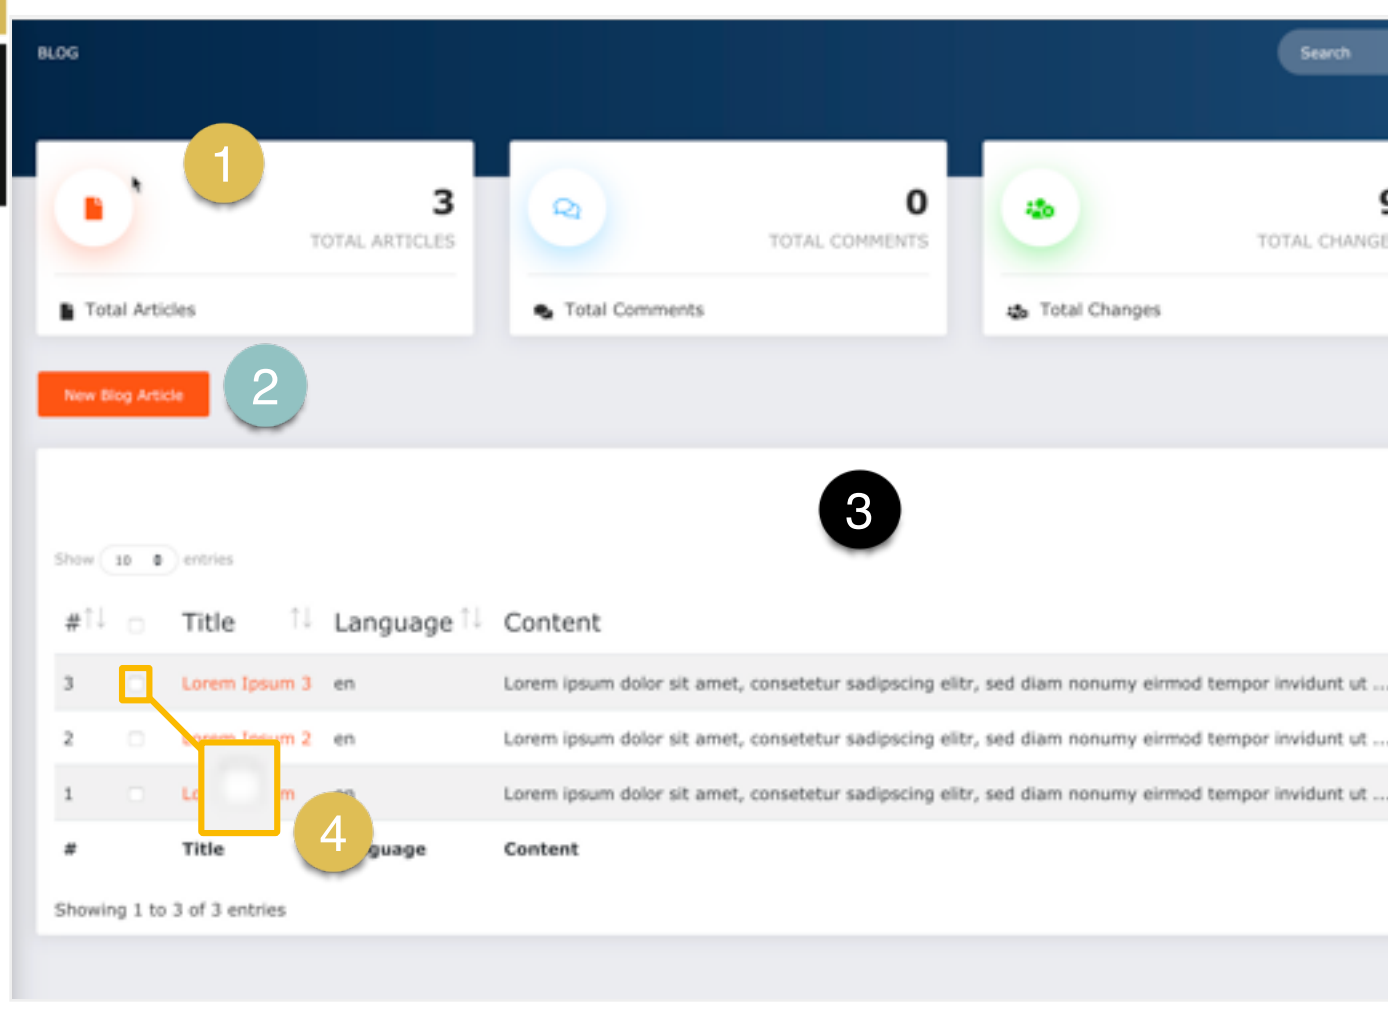 BLOG
Search
1
3
TOTAL ARTICLES
Total Articles
0
TOTAL COMMENTS
Total Comments
TOTAL CHANGE
Total Changes
New Blog Article
2
3
Show 10 entries
# Title Language Content
3 Lorem Ipsum 3 en Lorem ipsum dolor sit amet, consetetur sadipscing elitr, sed diam nonumy eirmod tempor invidunt ut ...
2 Lorem Ipsum 2 en Lorem ipsum dolor sit amet, consetetur sadipscing elitr, sed diam nonumy eirmod tempor invidunt ut ...
1 Lorem ipsum dolor sit amet, consetetur sadipscing elitr, sed diam nonumy eirmod tempor invidunt ut ...
4
# Title guage Content
Showing 1 to 3 of 3 entries